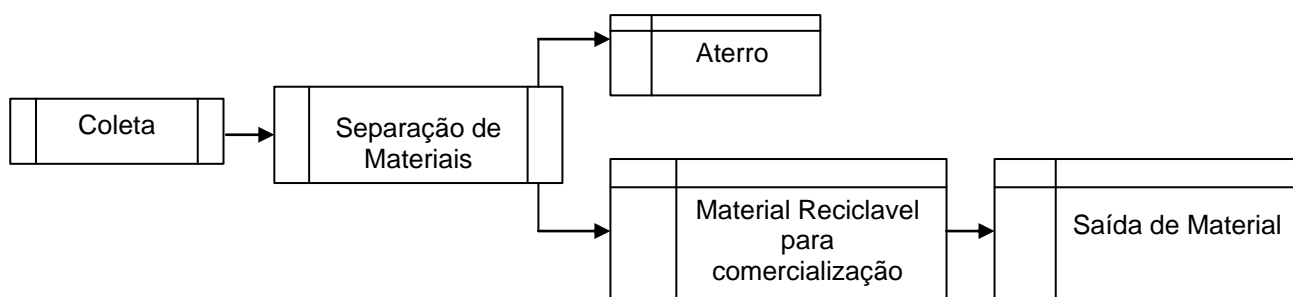 Coleta
Separação de
Materiais
Aterro
Material Reciclavel
para
comercialização
Saída de Material